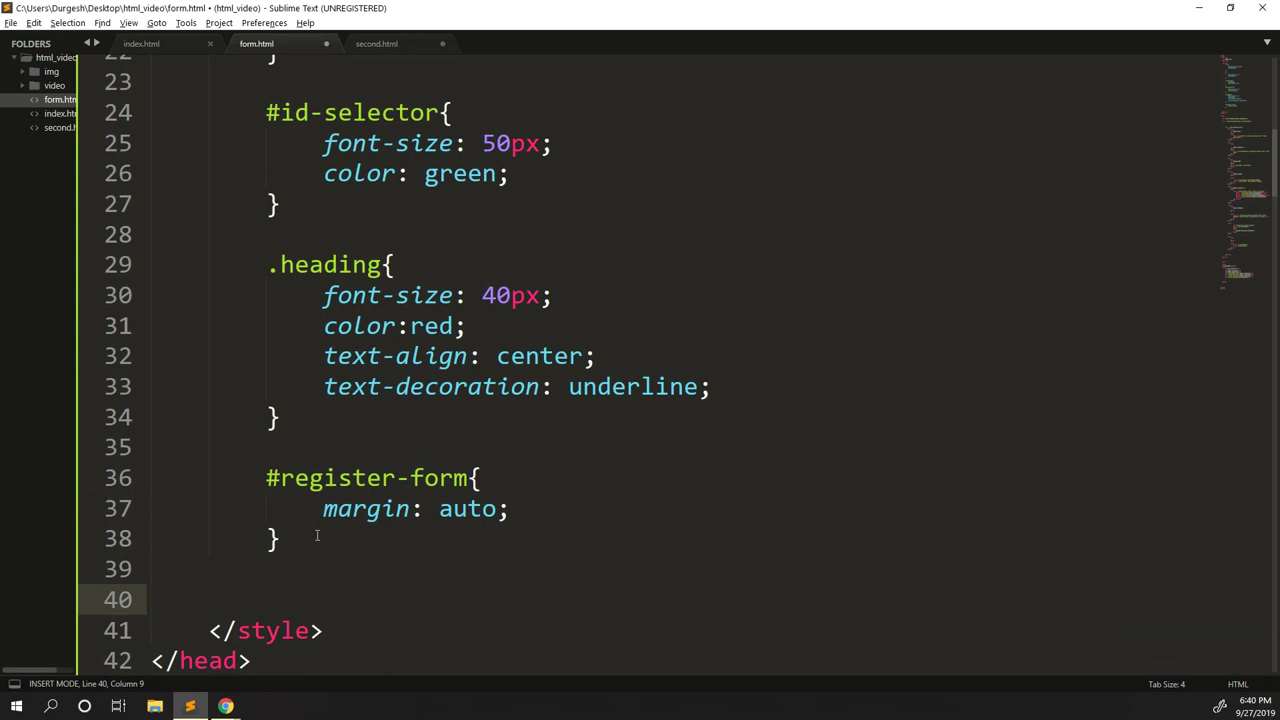 C:\Users\Durgesh\Desktop\html_video\form.html • (html_video) - Sublime Text (UNREGISTERED)
File Edit Selection Find View Goto Tools Project Preferences Help
FOLDERS
html_video
img
video
form.htm
index.html
second.h
index.html
form.html
second.html
22 }
23
24 #id-selector{
25 font-size: 50px;
26 color: green;
27 }
28
29 .heading{
30 font-size: 40px;
31 color:red;
32 text-align: center;
33 text-decoration: underline;
34 }
35
36 #register-form{
37 margin: auto;
38 }
39
40
41 </style>
42 </head>
INSERT MODE, Line 40, Column 9
Tab Size: 4
HTML
6:40 PM
9/27/2019